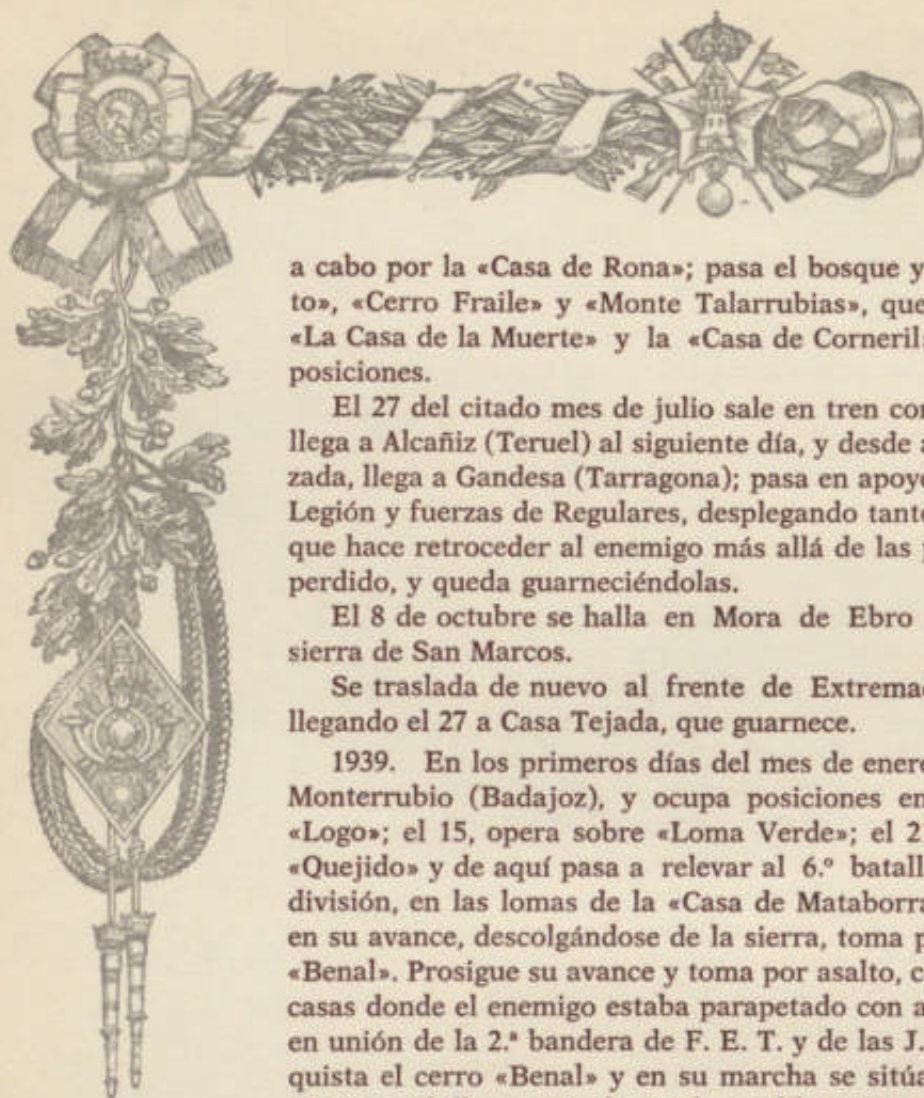 a cabo por la «Casa de Rona»; pasa el bosque y
to», «Cerro Fraile» y «Monte Talarrubias», que
«La Casa de la Muerte» y la «Casa de Corneril
posiciones.
El 27 del citado mes de julio sale en tren con
llega a Alcañiz (Teruel) al siguiente día, y desde a
zada, llega a Gandesa (Tarragona); pasa en apoyo
Legión y fuerzas de Regulares, desplegando tanto
que hace retroceder al enemigo más allá de las
perdido, y queda guarneciéndolas.
El 8 de octubre se halla en Mora de Ebro
sierra de San Marcos.
Se traslada de nuevo al frente de Extremad
llegando el 27 a Casa Tejada, que guarnece.
1939. En los primeros días del mes de enero
Monterrubio (Badajoz), y ocupa posiciones en
«Logo»; el 15, opera sobre «Loma Verde»; el 2
«Quejido» y de aquí pasa a relevar al 6.º batall
división, en las lomas de la «Casa de Mataborra
en su avance, descolgándose de la sierra, toma p
«Benal». Prosigue su avance y toma por asalto, c
casas donde el enemigo estaba parapetado con a
en unión de la 2.ª bandera de F. E. T. y de las J.
quista el cerro «Benal» y en su marcha se sitúa